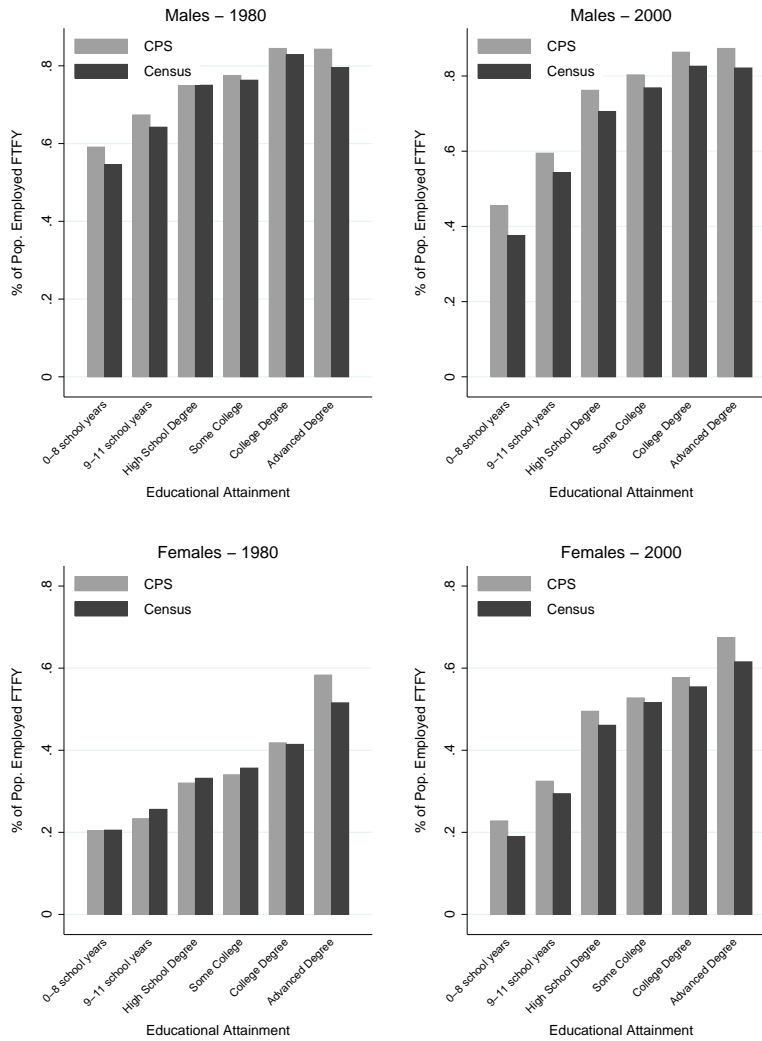 Males – 1980
CPS
Census
% of Pop. Employed FTFY
.8
.6
.4
.2
0
0–8 school years
9–11 school years
High School Degree
Some College
College Degree
Advanced Degree
Educational Attainment
Males – 2000
CPS
Census
% of Pop. Employed FTFY
.8
.6
.4
.2
0
0–8 school years
9–11 school years
High School Degree
Some College
College Degree
Advanced Degree
Educational Attainment
Females – 1980
CPS
Census
% of Pop. Employed FTFY
.8
.6
.4
.2
0
0–8 school years
9–11 school years
High School Degree
Some College
College Degree
Advanced Degree
Educational Attainment
Females – 2000
CPS
Census
% of Pop. Employed FTFY
.8
.6
.4
.2
0
0–8 school years
9–11 school years
High School Degree
Some College
College Degree
Advanced Degree
Educational Attainment